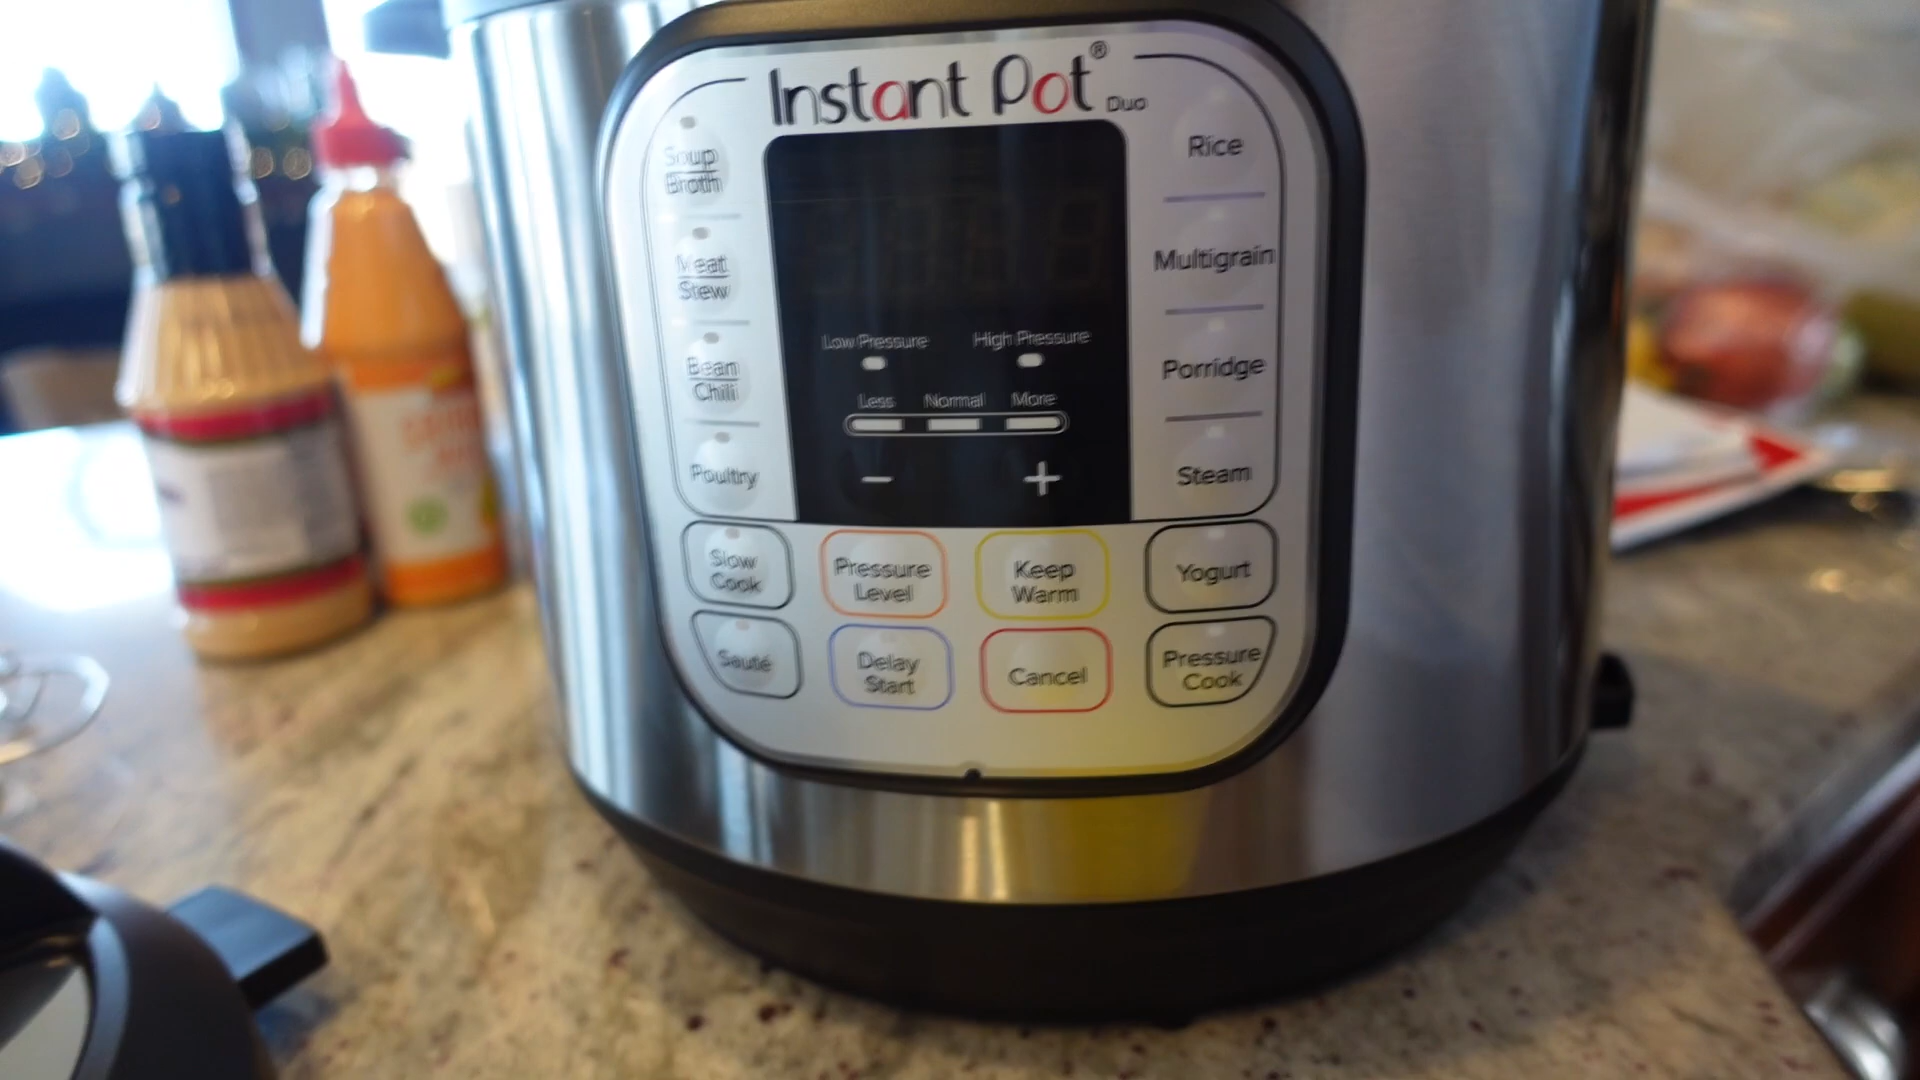 Instant Pot® Duo
Soup
Broth
Meat
Stew
Bean
Chili
Poultry
Low Pressure High Pressure
Less Normal More
− +
Rice
Multigrain
Porridge
Steam
Slow
Cook
Pressure
Level
Keep
Warm
Yogurt
Sauté
Delay
Start
Cancel
Pressure
Cook